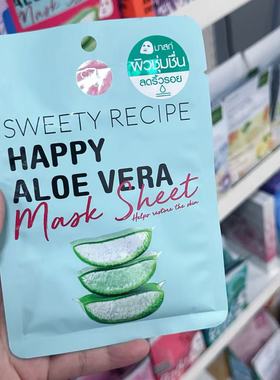 มาสก์
ผิวชุ่มชื่น
ลดริ้วรอย
SWEETY RECIPE
HAPPY
ALOE VERA
Mask Sheet
Helps restore the skin